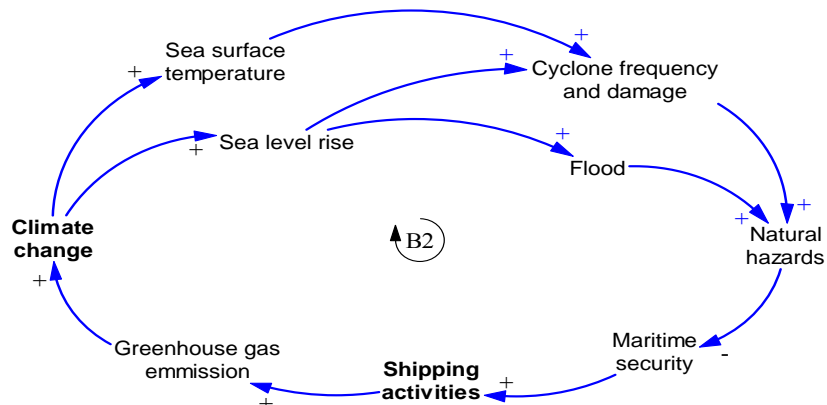 Sea surface
temperature
+
+
+
Cyclone frequency
and damage
+
Sea level rise
+
Flood
+
+
Natural
hazards
Climate
change
+
B2
Maritime
security
-
Greenhouse gas
emmission
+
Shipping
activities
+